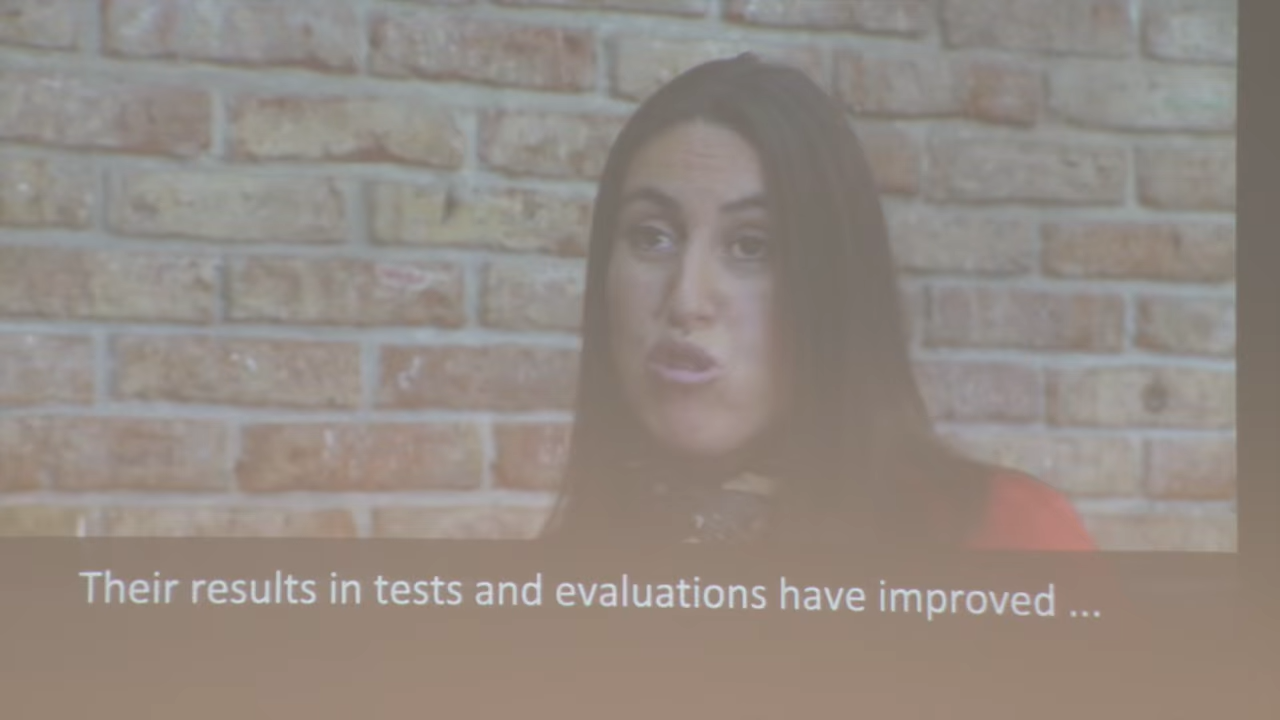 Their results in tests and evaluations have improved ...